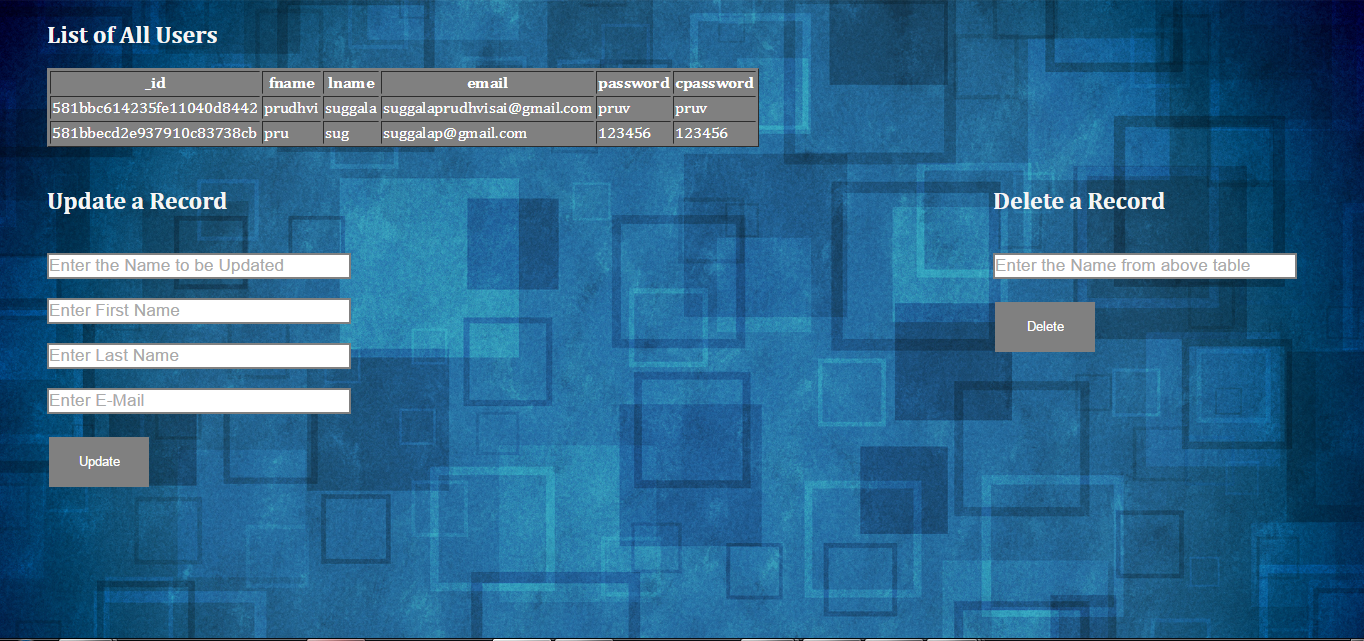 List of All Users
_id fname lname email password cpassword
581bbc614235fe11040d8442 prudhvi suggala suggalaprudhvisai@gmail.com pruv pruv
581bbecd2e937910c83738cb pru sug suggalap@gmail.com 123456 123456
Update a Record
Enter the Name to be Updated
Enter First Name
Enter Last Name
Enter E-Mail
Update
Delete a Record
Enter the Name from above table
Delete